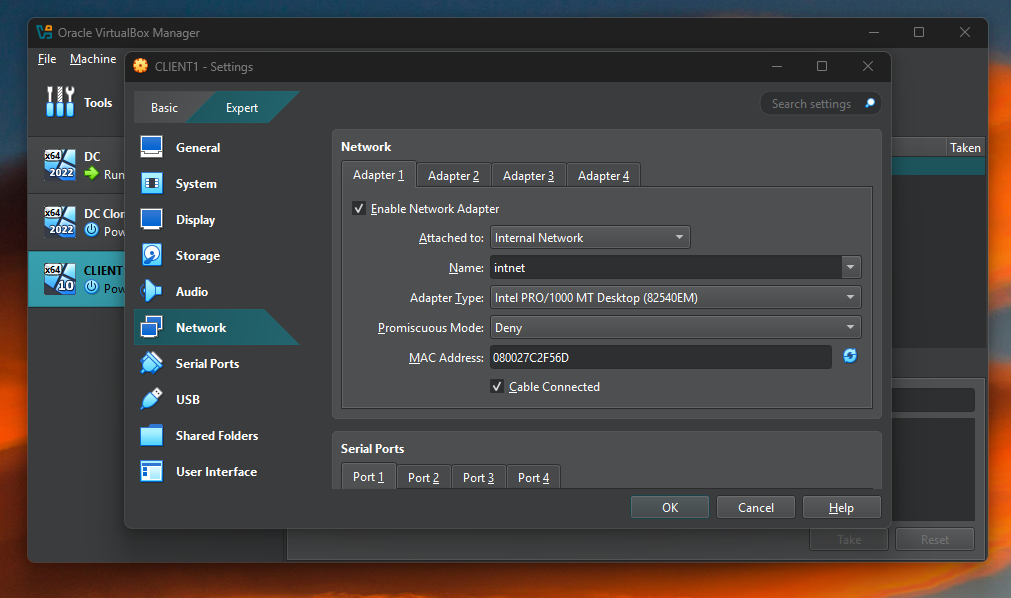 Oracle VirtualBox Manager
File Machine
CLIENT1 - Settings
Basic Expert
Search settings
Tools
DC
Run
DC Clon
Pow
CLIENT
Pow
x64
2022
x64
2022
x64
10
General
System
Display
Storage
Audio
Network
Serial Ports
USB
Shared Folders
User Interface
Network
Adapter 1 Adapter 2 Adapter 3 Adapter 4
Enable Network Adapter
Attached to: Internal Network
Name: intnet
Adapter Type: Intel PRO/1000 MT Desktop (82540EM)
Promiscuous Mode: Deny
MAC Address: 080027C2F56D
Cable Connected
Serial Ports
Port 1 Port 2 Port 3 Port 4
OK Cancel Help
Taken
Take Reset